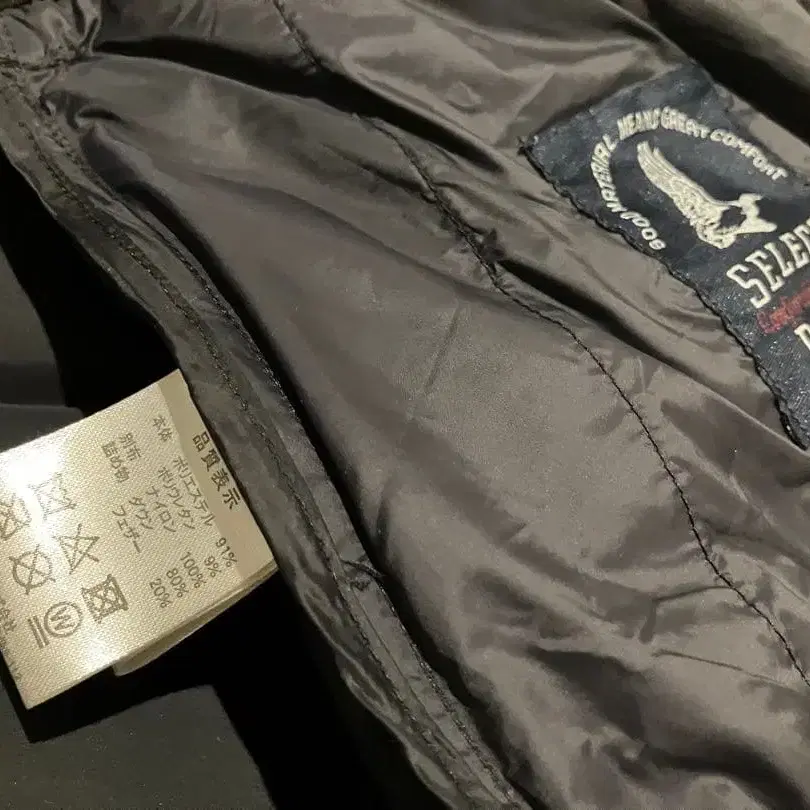 GOOD MATERIAL MEANS GREAT COMFORT
品質表示
本体 ポリエステル 91%
ポリウレタン 9%
別布 ナイロン 100%
詰め物 ダウン 80%
フェザー 20%
W